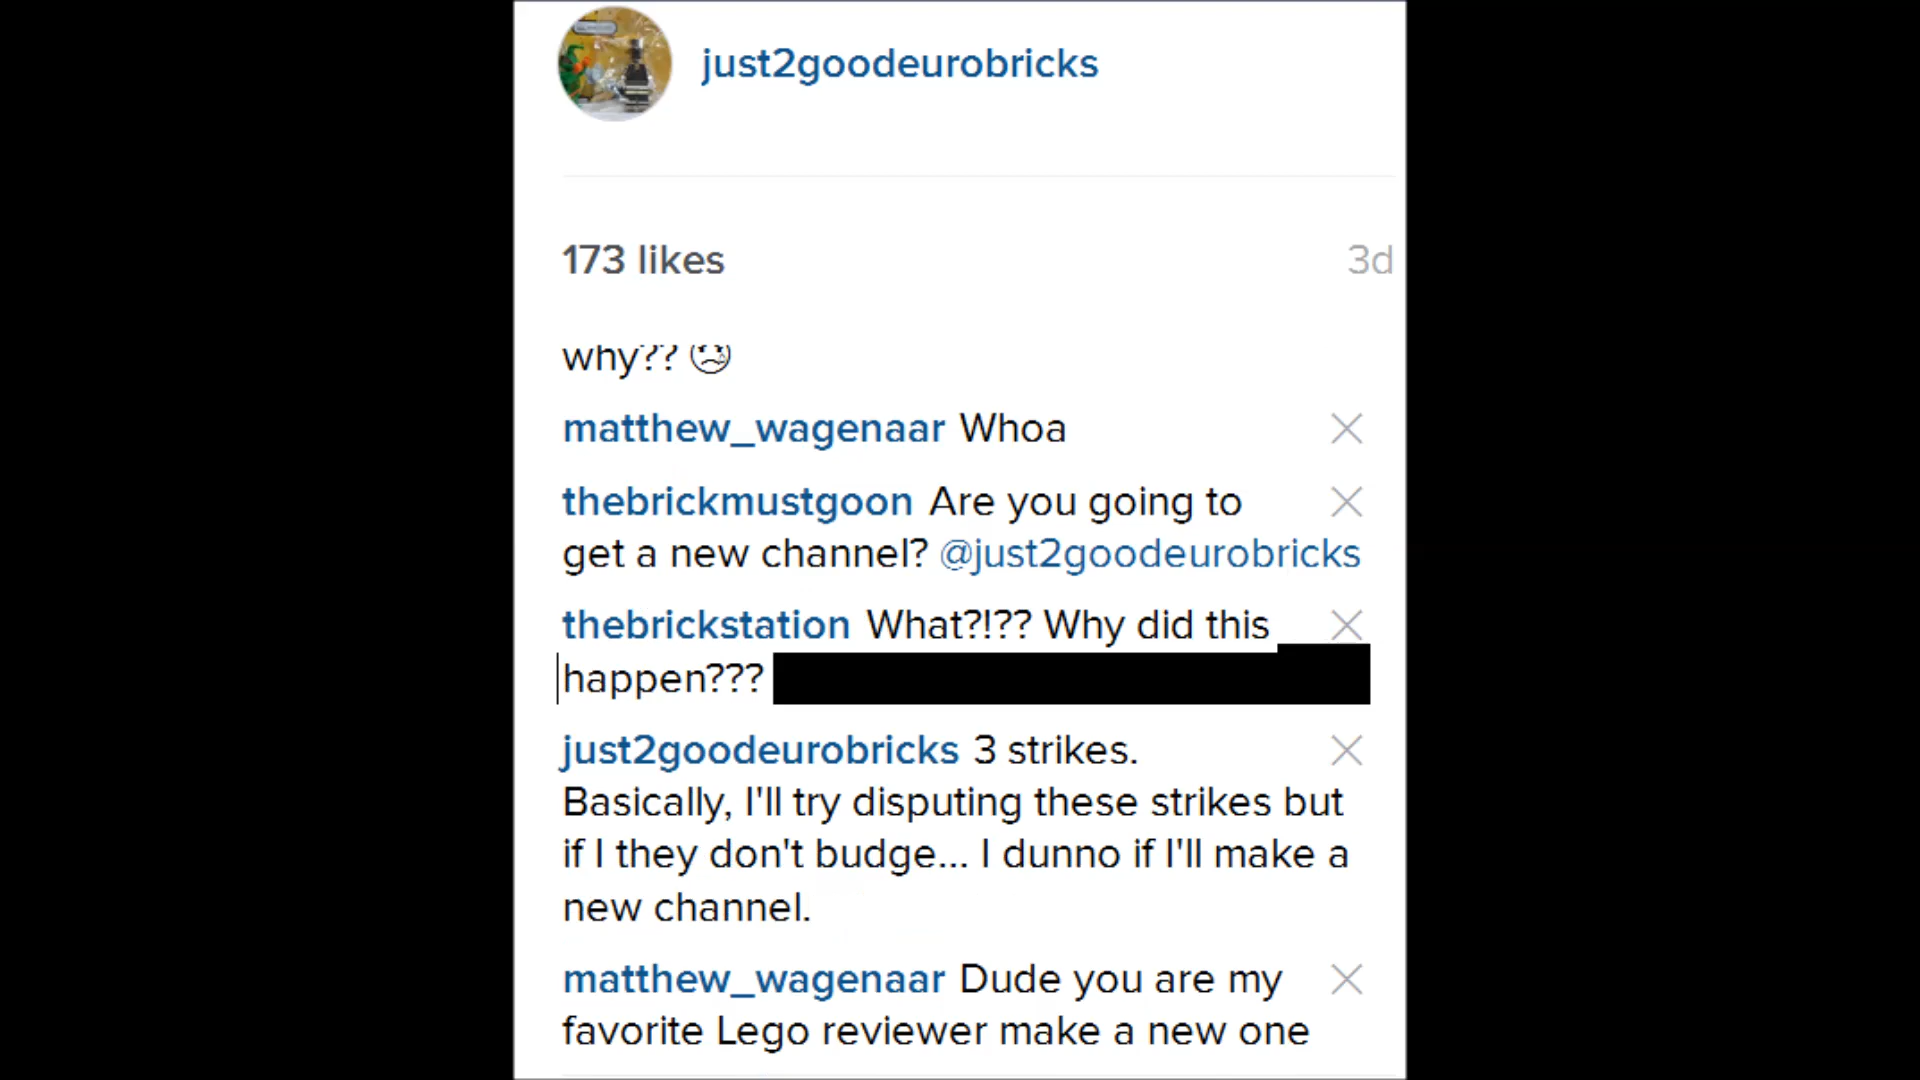 just2goodeurobricks
173 likes 3d
why?? 😢
matthew_wagenaar Whoa
thebrickmustgoon Are you going to
get a new channel? @just2goodeurobricks
thebrickstation What?!?? Why did this
happen???
just2goodeurobricks 3 strikes.
Basically, I'll try disputing these strikes but
if I they don't budge... I dunno if I'll make a
new channel.
matthew_wagenaar Dude you are my
favorite Lego reviewer make a new one